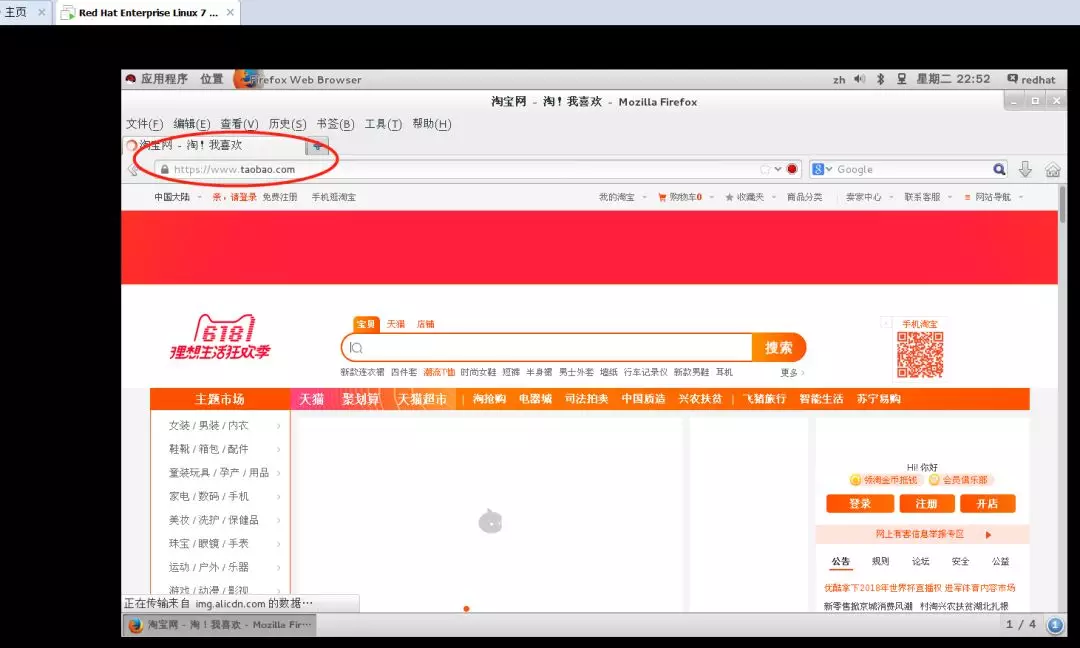 主页 × Red Hat Enterprise Linux 7 ... ×
应用程序 位置 Firefox Web Browser zh 星期二 22:52 redhat
淘宝网 - 淘！我喜欢 - Mozilla Firefox
文件(F) 编辑(E) 查看(V) 历史(S) 书签(B) 工具(T) 帮助(H)
淘宝网 - 淘！我喜欢
https://www.taobao.com Google
中国大陆 亲，请登录 免费注册 手机逛淘宝 我的淘宝 购物车0 收藏夹 商品分类 卖家中心 联系客服 网站导航
618
理想生活狂欢季
宝贝 天猫 店铺
手机淘宝
搜索
新款连衣裙 四件套 潮流T恤 时尚女鞋 短裤 半身裙 男士外套 墙纸 行车记录仪 新款男鞋 耳机 更多
主题市场 天猫 聚划算 天猫超市 | 淘抢购 电器城 司法拍卖 中国质造 兴农扶贫 | 飞猪旅行 智能生活 苏宁易购
女装 / 男装 / 内衣
鞋靴 / 箱包 / 配件
童装玩具 / 孕产 / 用品
家电 / 数码 / 手机
美妆 / 洗护 / 保健品
珠宝 / 眼镜 / 手表
运动 / 户外 / 乐器
游戏 / 动漫 / 影视
Hi! 你好
领淘金币抵钱 会员俱乐部
登录 注册 开店
网上有害信息举报专区
公告 规则 论坛 安全 公益
优酷拿下2018年世界杯直播权 进军体育内容市场
新零售掀京城消费风潮 村淘兴农扶贫湖北扎根
正在传输来自 img.alicdn.com 的数据…
淘宝网 - 淘！我喜欢 - Mozilla Fir… 1 / 4 1